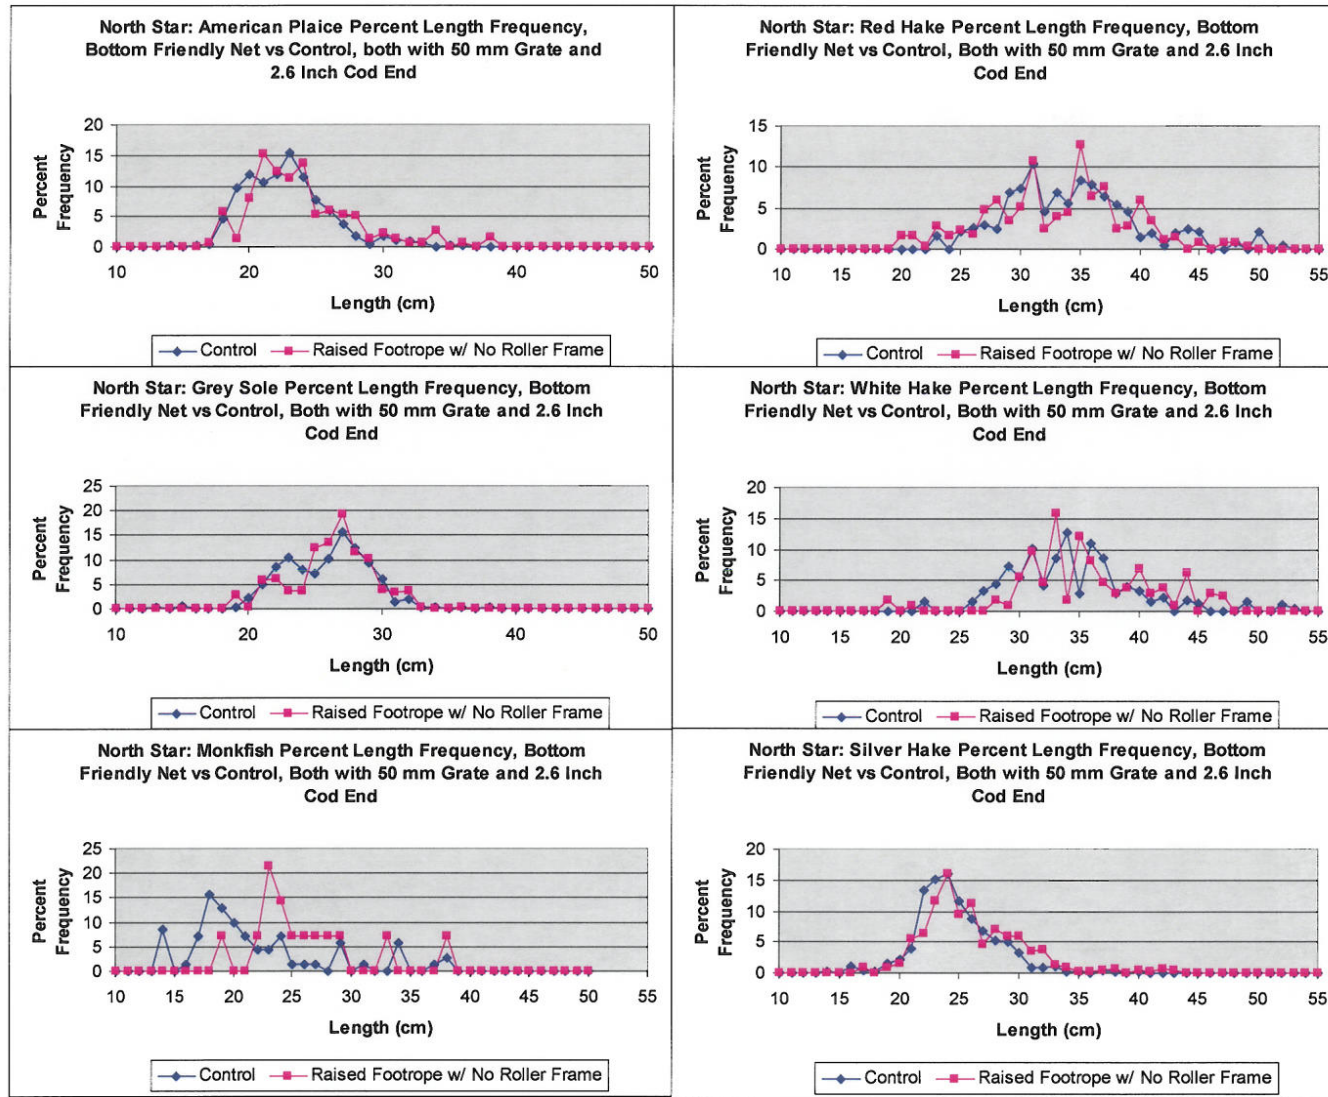 North Star: American Plaice Percent Length Frequency,
Bottom Friendly Net vs Control, both with 50 mm Grate and
2.6 Inch Cod End
Percent
Frequency
20
15
10
5
0
10 20 30 40 50
Length (cm)
Control Raised Footrope w/ No Roller Frame
North Star: Red Hake Percent Length Frequency, Bottom
Friendly Net vs Control, Both with 50 mm Grate and 2.6 Inch
Cod End
Percent
Frequency
15
10
5
0
10 15 20 25 30 35 40 45 50 55
Length (cm)
Control Raised Footrope w/ No Roller Frame
North Star: Grey Sole Percent Length Frequency, Bottom
Friendly Net vs Control, Both with 50 mm Grate and 2.6 Inch
Cod End
Percent
Frequency
25
20
15
10
5
0
10 20 30 40 50
Length (cm)
Control Raised Footrope w/ No Roller Frame
North Star: White Hake Percent Length Frequency, Bottom
Friendly Net vs Control, Both with 50 mm Grate and 2.6 Inch
Cod End
Percent
Frequency
20
15
10
5
0
10 15 20 25 30 35 40 45 50 55
Length (cm)
Control Raised Footrope w/ No Roller Frame
North Star: Monkfish Percent Length Frequency, Bottom
Friendly Net vs Control, Both with 50 mm Grate and 2.6 Inch
Cod End
Percent
Frequency
25
20
15
10
5
0
10 15 20 25 30 35 40 45 50 55
Length (cm)
Control Raised Footrope w/ No Roller Frame
North Star: Silver Hake Percent Length Frequency, Bottom
Friendly Net vs Control, Both with 50 mm Grate and 2.6 Inch
Cod End
Percent
Frequency
20
15
10
5
0
10 15 20 25 30 35 40 45 50 55
Length (cm)
Control Raised Footrope w/ No Roller Frame